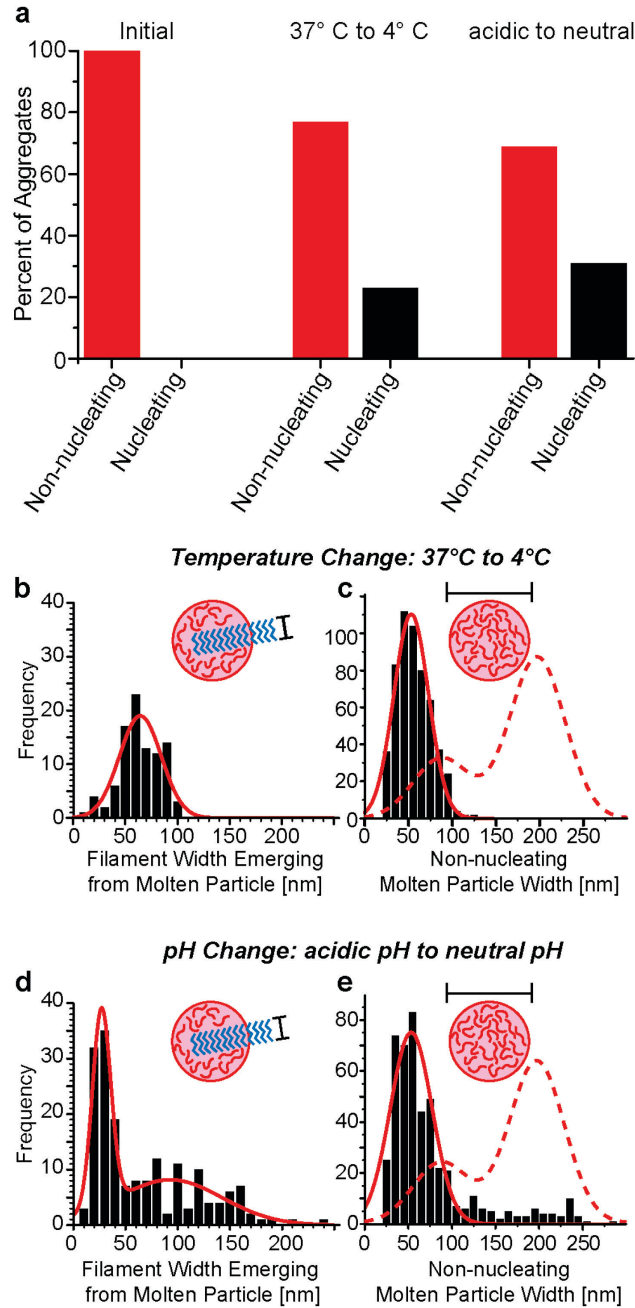 a
Initial 37° C to 4° C acidic to neutral
Percent of Aggregates
100
80
60
40
20
0
Non-nucleating
Nucleating
Non-nucleating
Nucleating
Non-nucleating
Nucleating
Temperature Change: 37°C to 4°C
b
Frequency
40
30
20
10
0
0 50 100 150 200
Filament Width Emerging
from Molten Particle [nm]
c
100
80
60
40
20
0
0 50 100 150 200 250
Non-nucleating
Molten Particle Width [nm]
pH Change: acidic pH to neutral pH
d
Frequency
40
30
20
10
0
0 50 100 150 200
Filament Width Emerging
from Molten Particle [nm]
e
80
60
40
20
0
0 50 100 150 200 250
Non-nucleating
Molten Particle Width [nm]